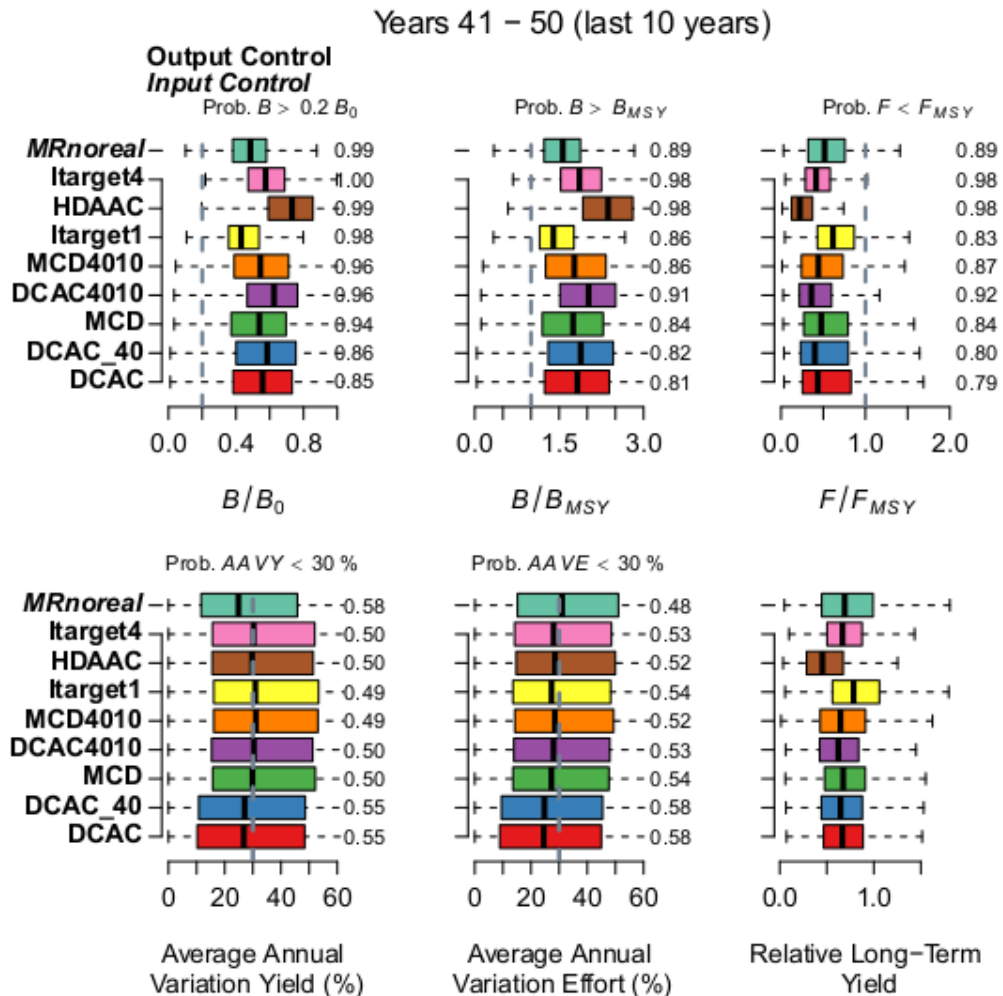 Years 41 − 50 (last 10 years)
Output Control
Input Control
Prob. B > 0.2 B0
Prob. B > BMSY
Prob. F < FMSY
MRnoreal 0.99 0.89 0.89
Itarget4 1.00 0.98 0.98
HDAAC 0.99 0.98 0.98
Itarget1 0.98 0.86 0.83
MCD4010 0.96 0.86 0.87
DCAC4010 0.96 0.91 0.92
MCD 0.94 0.84 0.84
DCAC_40 0.86 0.82 0.80
DCAC 0.85 0.81 0.79
0.0 0.4 0.8 0.0 1.5 3.0 0.0 1.0 2.0
B/B0 B/BMSY F/FMSY
Prob. AAVY < 30 %
Prob. AAVE < 30 %
MRnoreal 0.58 0.48
Itarget4 0.50 0.53
HDAAC 0.50 0.52
Itarget1 0.49 0.54
MCD4010 0.49 0.52
DCAC4010 0.50 0.53
MCD 0.50 0.54
DCAC_40 0.55 0.58
DCAC 0.55 0.58
0 20 40 60 0 20 40 60 0.0 1.0
Average Annual
Variation Yield (%)
Average Annual
Variation Effort (%)
Relative Long−Term
Yield